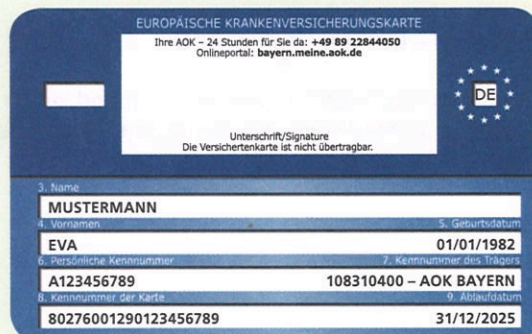 EUROPÄISCHE KRANKENVERSICHERUNGSKARTE
Ihre AOK – 24 Stunden für Sie da: +49 89 22844050
Onlineportal: bayern.meine.aok.de
DE
Unterschrift/Signature
Die Versichertenkarte ist nicht übertragbar.
3. Name
MUSTERMANN
4. Vornamen 5. Geburtsdatum
EVA 01/01/1982
6. Persönliche Kennnummer 7. Kennnummer des Trägers
A123456789 108310400 – AOK BAYERN
8. Kennnummer der Karte 9. Ablaufdatum
80276001290123456789 31/12/2025